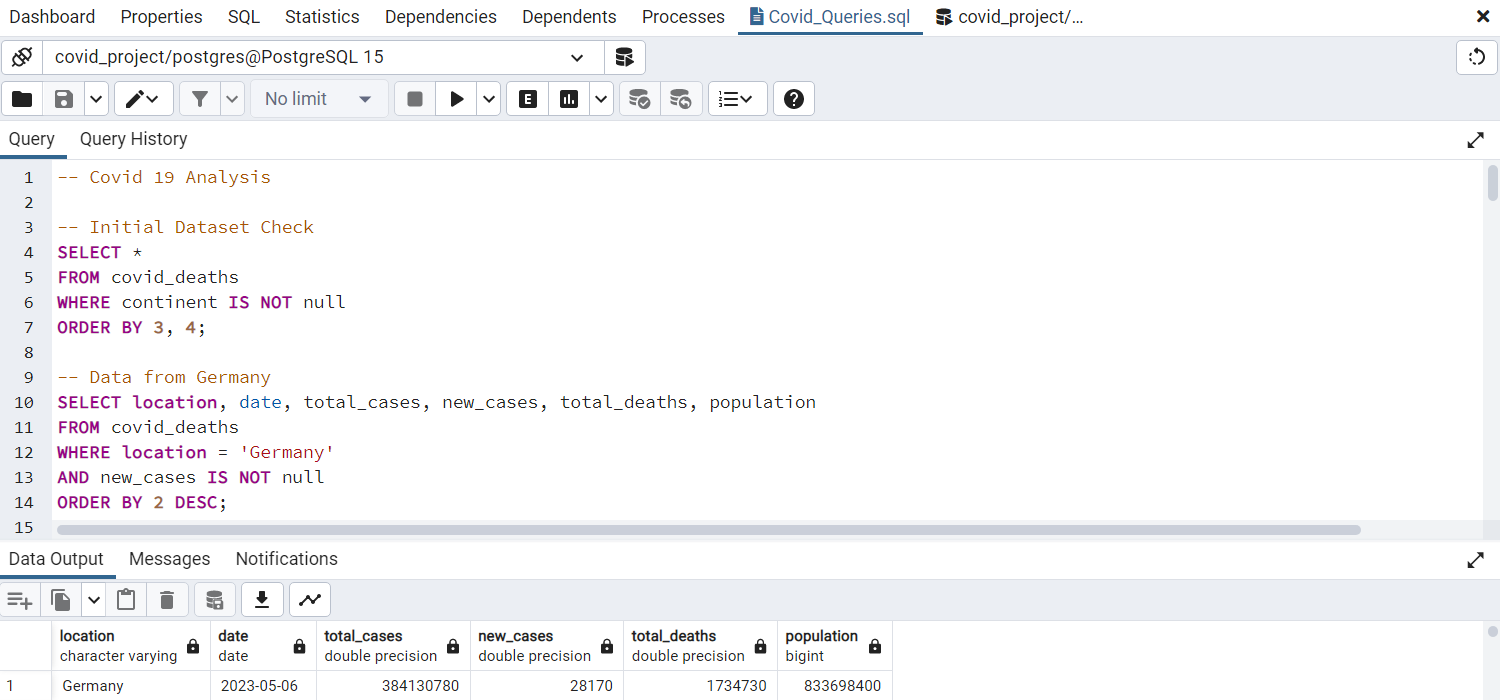 Dashboard Properties SQL Statistics Dependencies Dependents Processes Covid_Queries.sql covid_project/...
covid_project/postgres@PostgreSQL 15
No limit E
Query Query History
1 -- Covid 19 Analysis
2
3 -- Initial Dataset Check
4 SELECT *
5 FROM covid_deaths
6 WHERE continent IS NOT null
7 ORDER BY 3, 4;
8
9 -- Data from Germany
10 SELECT location, date, total_cases, new_cases, total_deaths, population
11 FROM covid_deaths
12 WHERE location = 'Germany'
13 AND new_cases IS NOT null
14 ORDER BY 2 DESC;
15
Data Output Messages Notifications
location date total_cases new_cases total_deaths population
character varying date double precision double precision double precision bigint
1 Germany 2023-05-06 384130780 28170 1734730 833698400